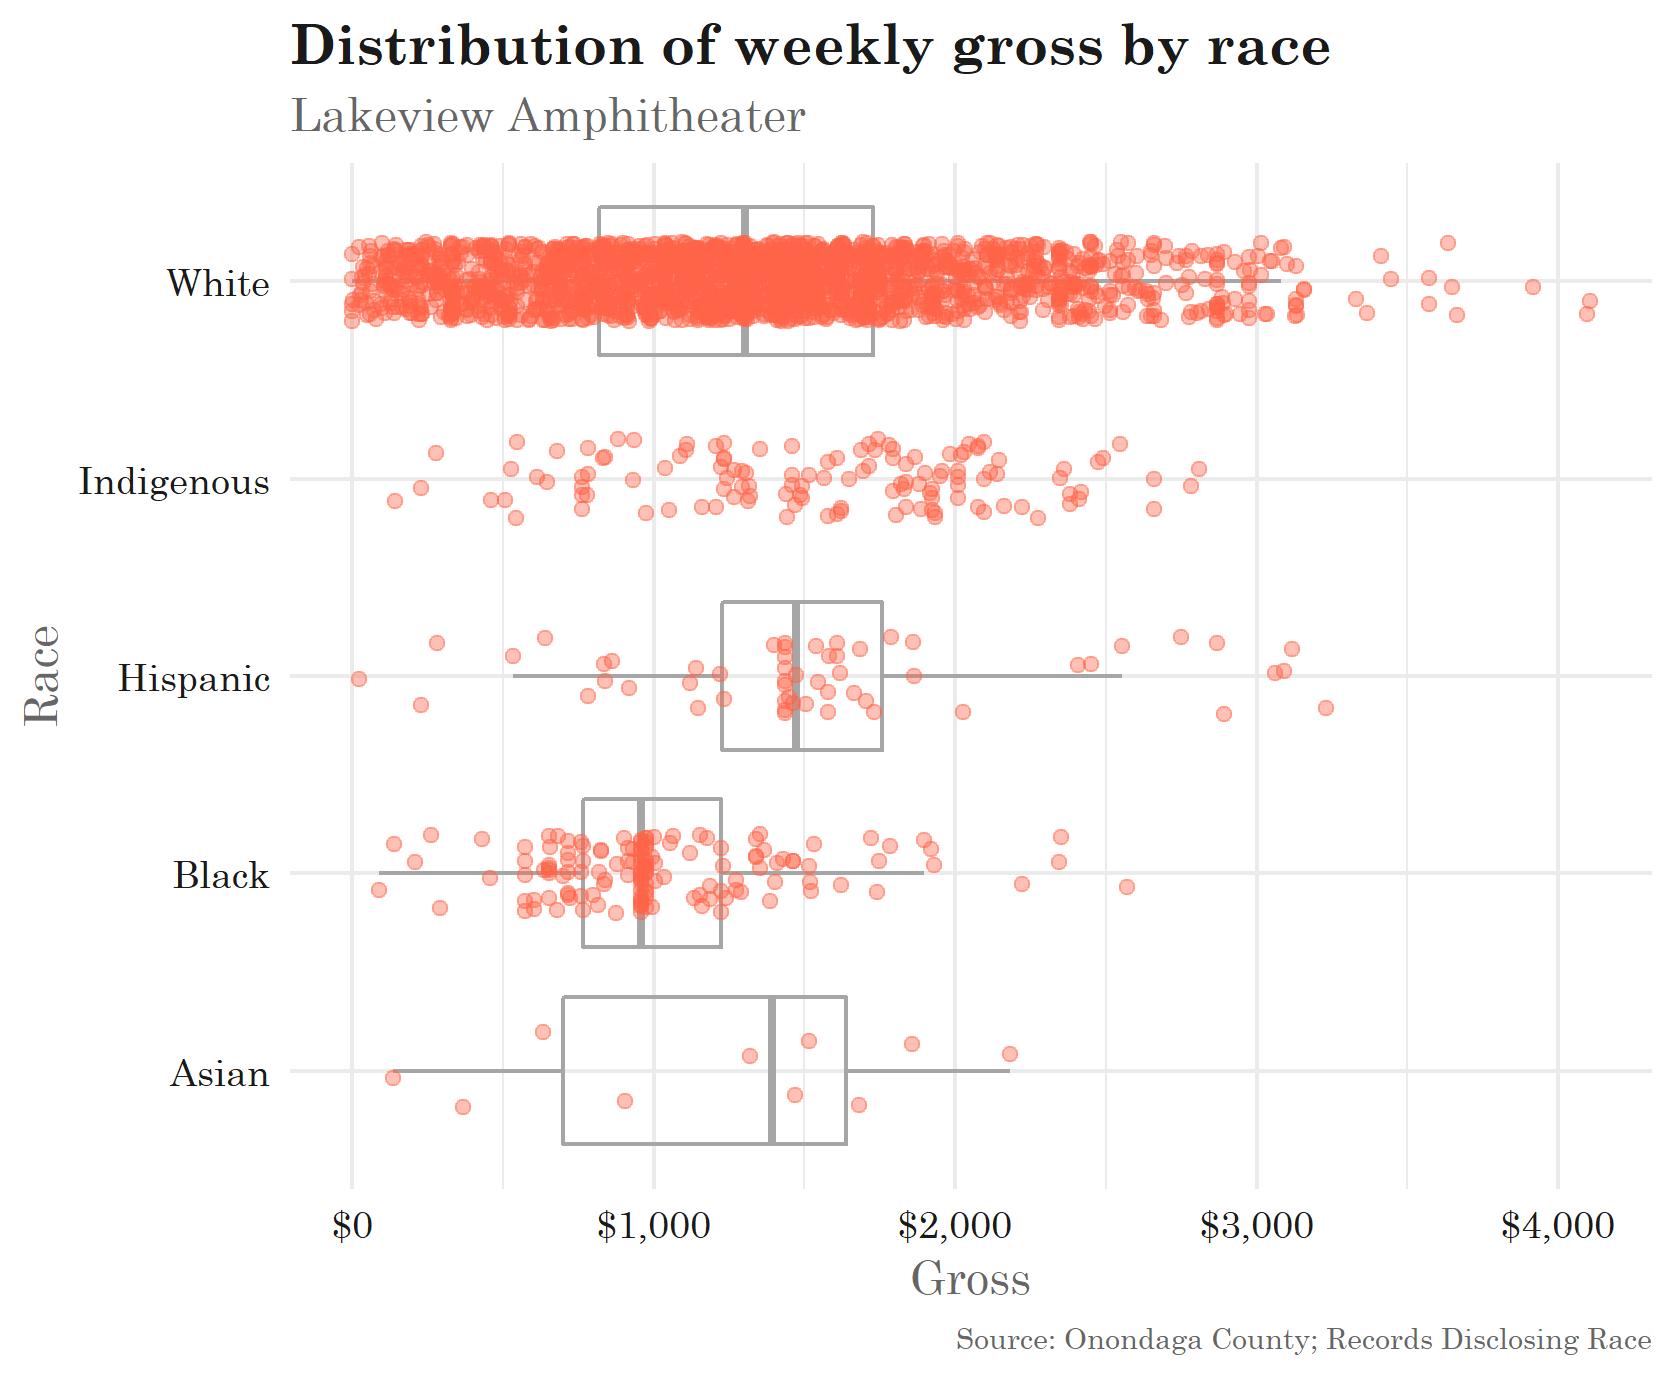 Distribution of weekly gross by race
Lakeview Amphitheater
Race
White
Indigenous
Hispanic
Black
Asian
$0 $1,000 $2,000 $3,000 $4,000
Gross
Source: Onondaga County; Records Disclosing Race